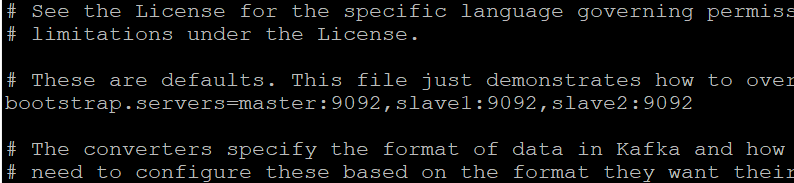 # See the License for the specific language governing
# limitations under the License.
# These are defaults. This file just demonstrates how to
bootstrap.servers=master:9092,slave1:9092,slave2:9092
# The converters specify the format of data in Kafka and how
# need to configure these based on the format they want their